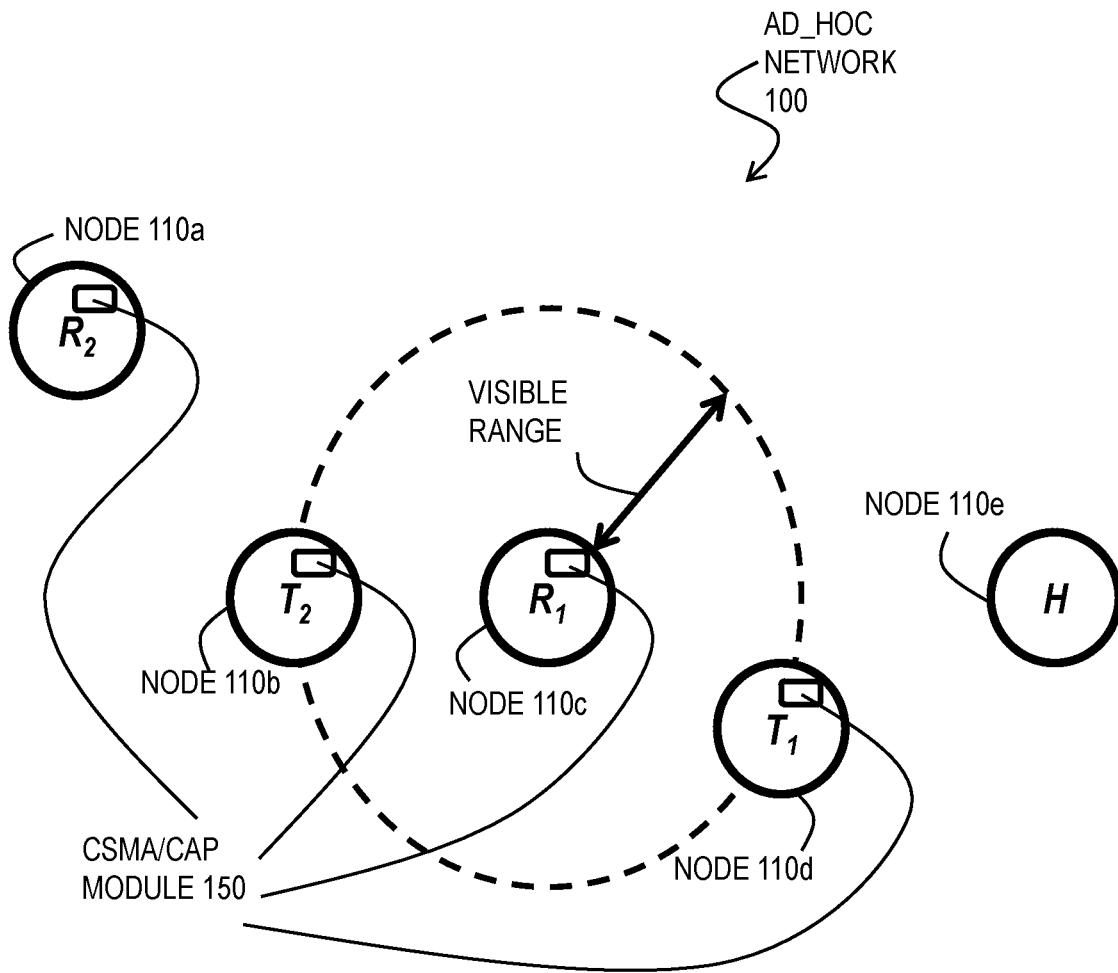 AD_HOC
NETWORK
100
NODE 110a
R2
VISIBLE
RANGE
NODE 110e
T2
R1
H
NODE 110b
NODE 110c
T1
CSMA/CAP
MODULE 150
NODE 110d